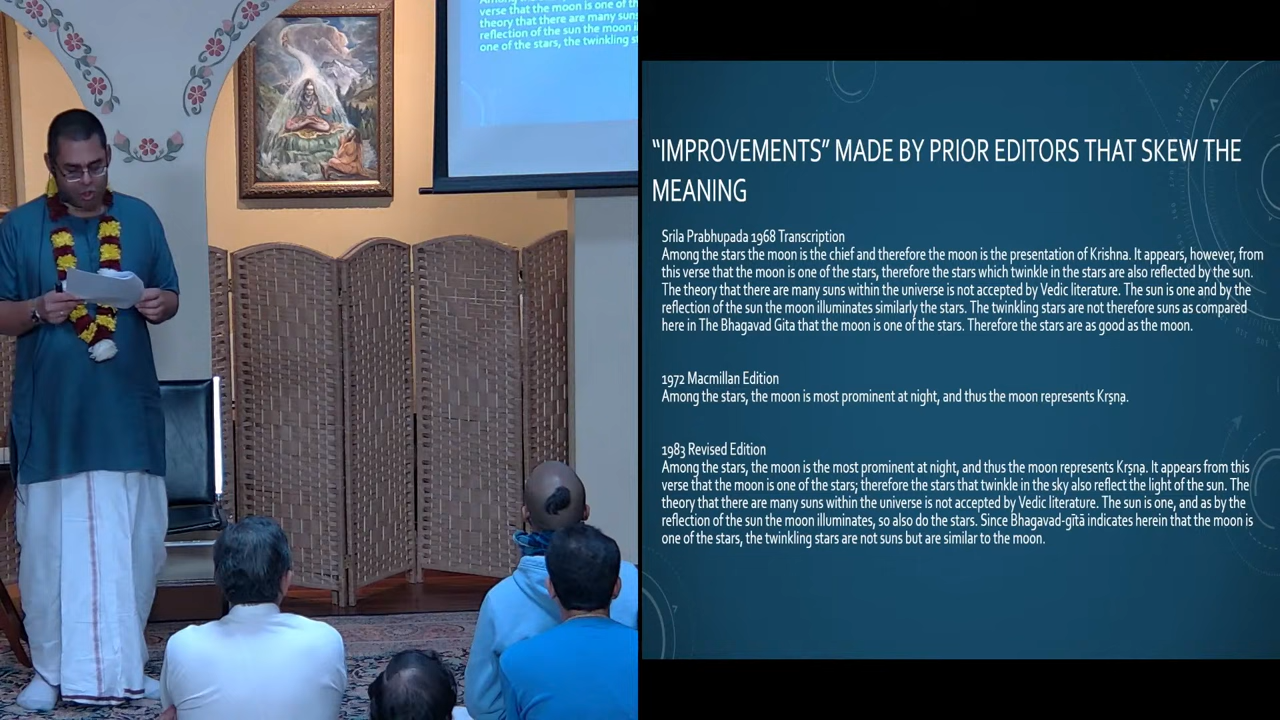 verse that the moon is one of th
theory that there are many suns
reflection of the sun the moon i
one of the stars, the twinkling st
“IMPROVEMENTS” MADE BY PRIOR EDITORS THAT SKEW THE
MEANING
Srila Prabhupada 1968 Transcription
Among the stars the moon is the chief and therefore the moon is the presentation of Krishna. It appears, however, from
this verse that the moon is one of the stars, therefore the stars which twinkle in the stars are also reflected by the sun.
The theory that there are many suns within the universe is not accepted by Vedic literature. The sun is one and by the
reflection of the sun the moon illuminates similarly the stars. The twinkling stars are not therefore suns as compared
here in The Bhagavad Gita that the moon is one of the stars. Therefore the stars are as good as the moon.
1972 Macmillan Edition
Among the stars, the moon is most prominent at night, and thus the moon represents Kṛṣṇa.
1983 Revised Edition
Among the stars, the moon is the most prominent at night, and thus the moon represents Kṛṣṇa. It appears from this
verse that the moon is one of the stars; therefore the stars that twinkle in the sky also reflect the light of the sun. The
theory that there are many suns within the universe is not accepted by Vedic literature. The sun is one, and as by the
reflection of the sun the moon illuminates, so also do the stars. Since Bhagavad-gītā indicates herein that the moon is
one of the stars, the twinkling stars are not suns but are similar to the moon.